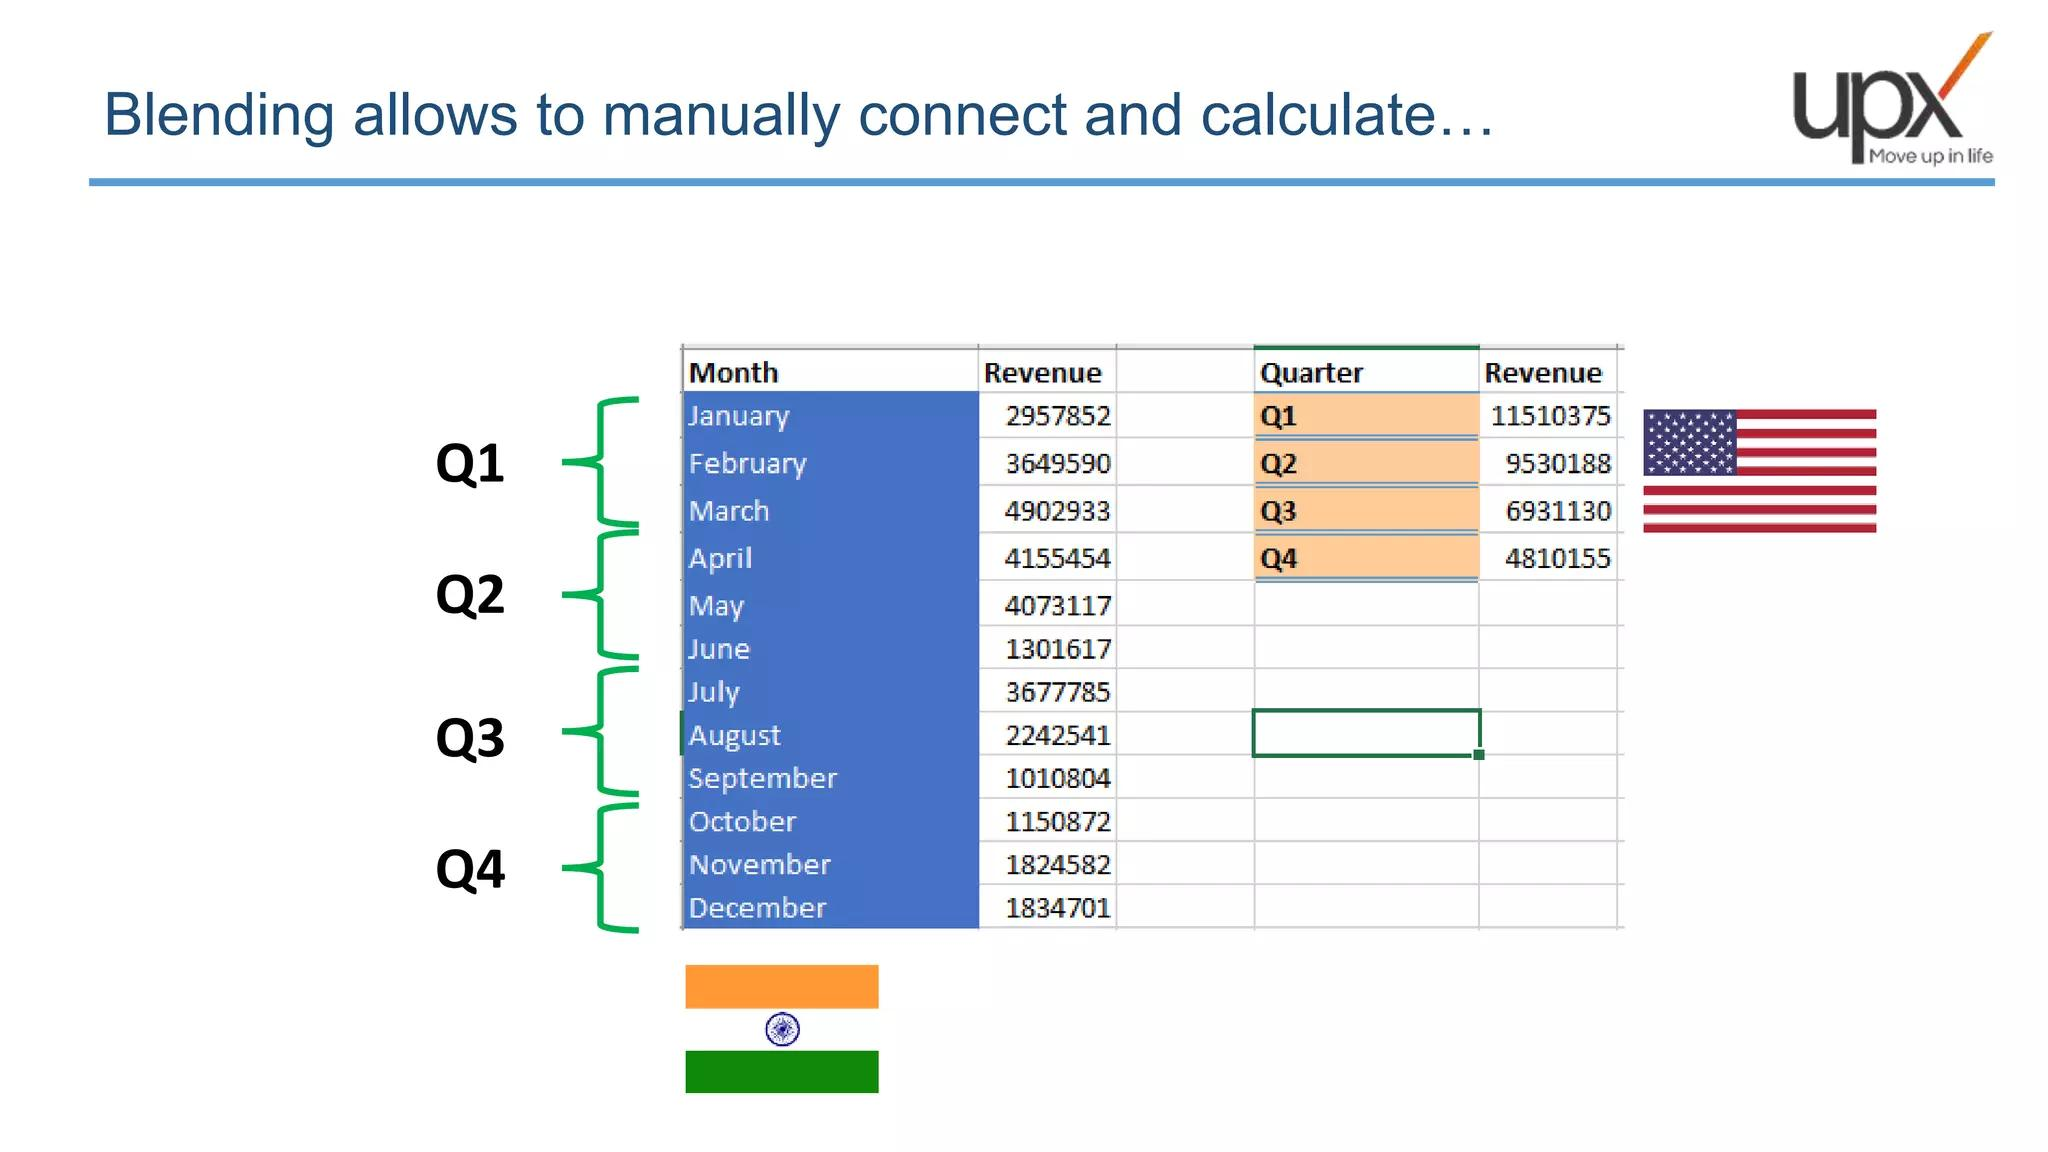 Blending allows to manually connect and calculate…
upx
Move up in life
Month Revenue Quarter Revenue
January 2957852 Q1 11510375
Q1 February 3649590 Q2 9530188
March 4902933 Q3 6931130
April 4155454 Q4 4810155
Q2 May 4073117
June 1301617
July 3677785
Q3 August 2242541
September 1010804
October 1150872
Q4 November 1824582
December 1834701